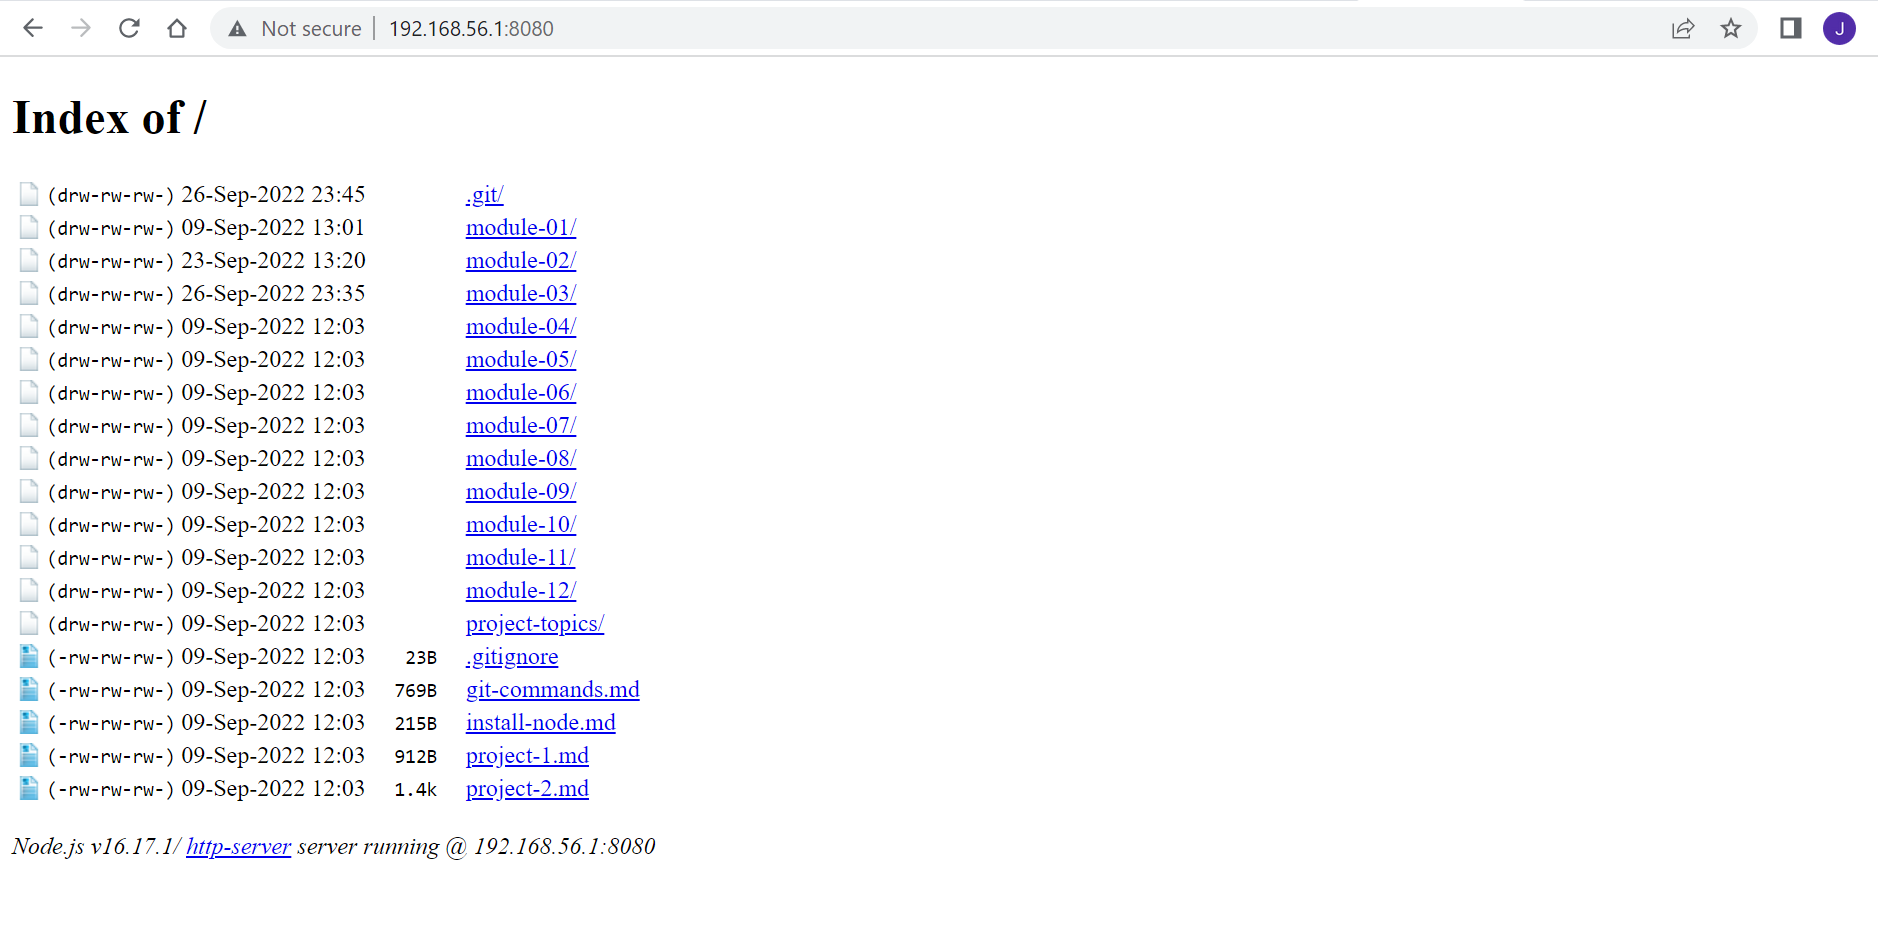 Not secure | 192.168.56.1:8080
J
Index of /
(drw-rw-rw-) 26-Sep-2022 23:45 .git/
(drw-rw-rw-) 09-Sep-2022 13:01 module-01/
(drw-rw-rw-) 23-Sep-2022 13:20 module-02/
(drw-rw-rw-) 26-Sep-2022 23:35 module-03/
(drw-rw-rw-) 09-Sep-2022 12:03 module-04/
(drw-rw-rw-) 09-Sep-2022 12:03 module-05/
(drw-rw-rw-) 09-Sep-2022 12:03 module-06/
(drw-rw-rw-) 09-Sep-2022 12:03 module-07/
(drw-rw-rw-) 09-Sep-2022 12:03 module-08/
(drw-rw-rw-) 09-Sep-2022 12:03 module-09/
(drw-rw-rw-) 09-Sep-2022 12:03 module-10/
(drw-rw-rw-) 09-Sep-2022 12:03 module-11/
(drw-rw-rw-) 09-Sep-2022 12:03 module-12/
(drw-rw-rw-) 09-Sep-2022 12:03 project-topics/
(-rw-rw-rw-) 09-Sep-2022 12:03 23B .gitignore
(-rw-rw-rw-) 09-Sep-2022 12:03 769B git-commands.md
(-rw-rw-rw-) 09-Sep-2022 12:03 215B install-node.md
(-rw-rw-rw-) 09-Sep-2022 12:03 912B project-1.md
(-rw-rw-rw-) 09-Sep-2022 12:03 1.4k project-2.md
Node.js v16.17.1/ http-server server running @ 192.168.56.1:8080